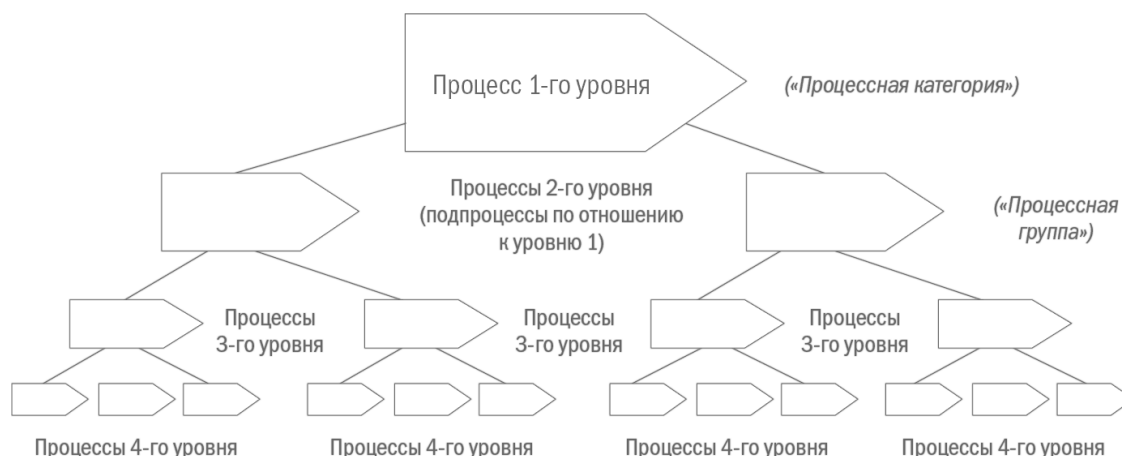 Процесс 1-го уровня
(«Процессная категория»)
Процессы 2-го уровня
(подпроцессы по отношению
к уровню 1)
(«Процессная
группа»)
Процессы
3-го уровня
Процессы
3-го уровня
Процессы
3-го уровня
Процессы 4-го уровня
Процессы 4-го уровня
Процессы 4-го уровня
Процессы 4-го уровня